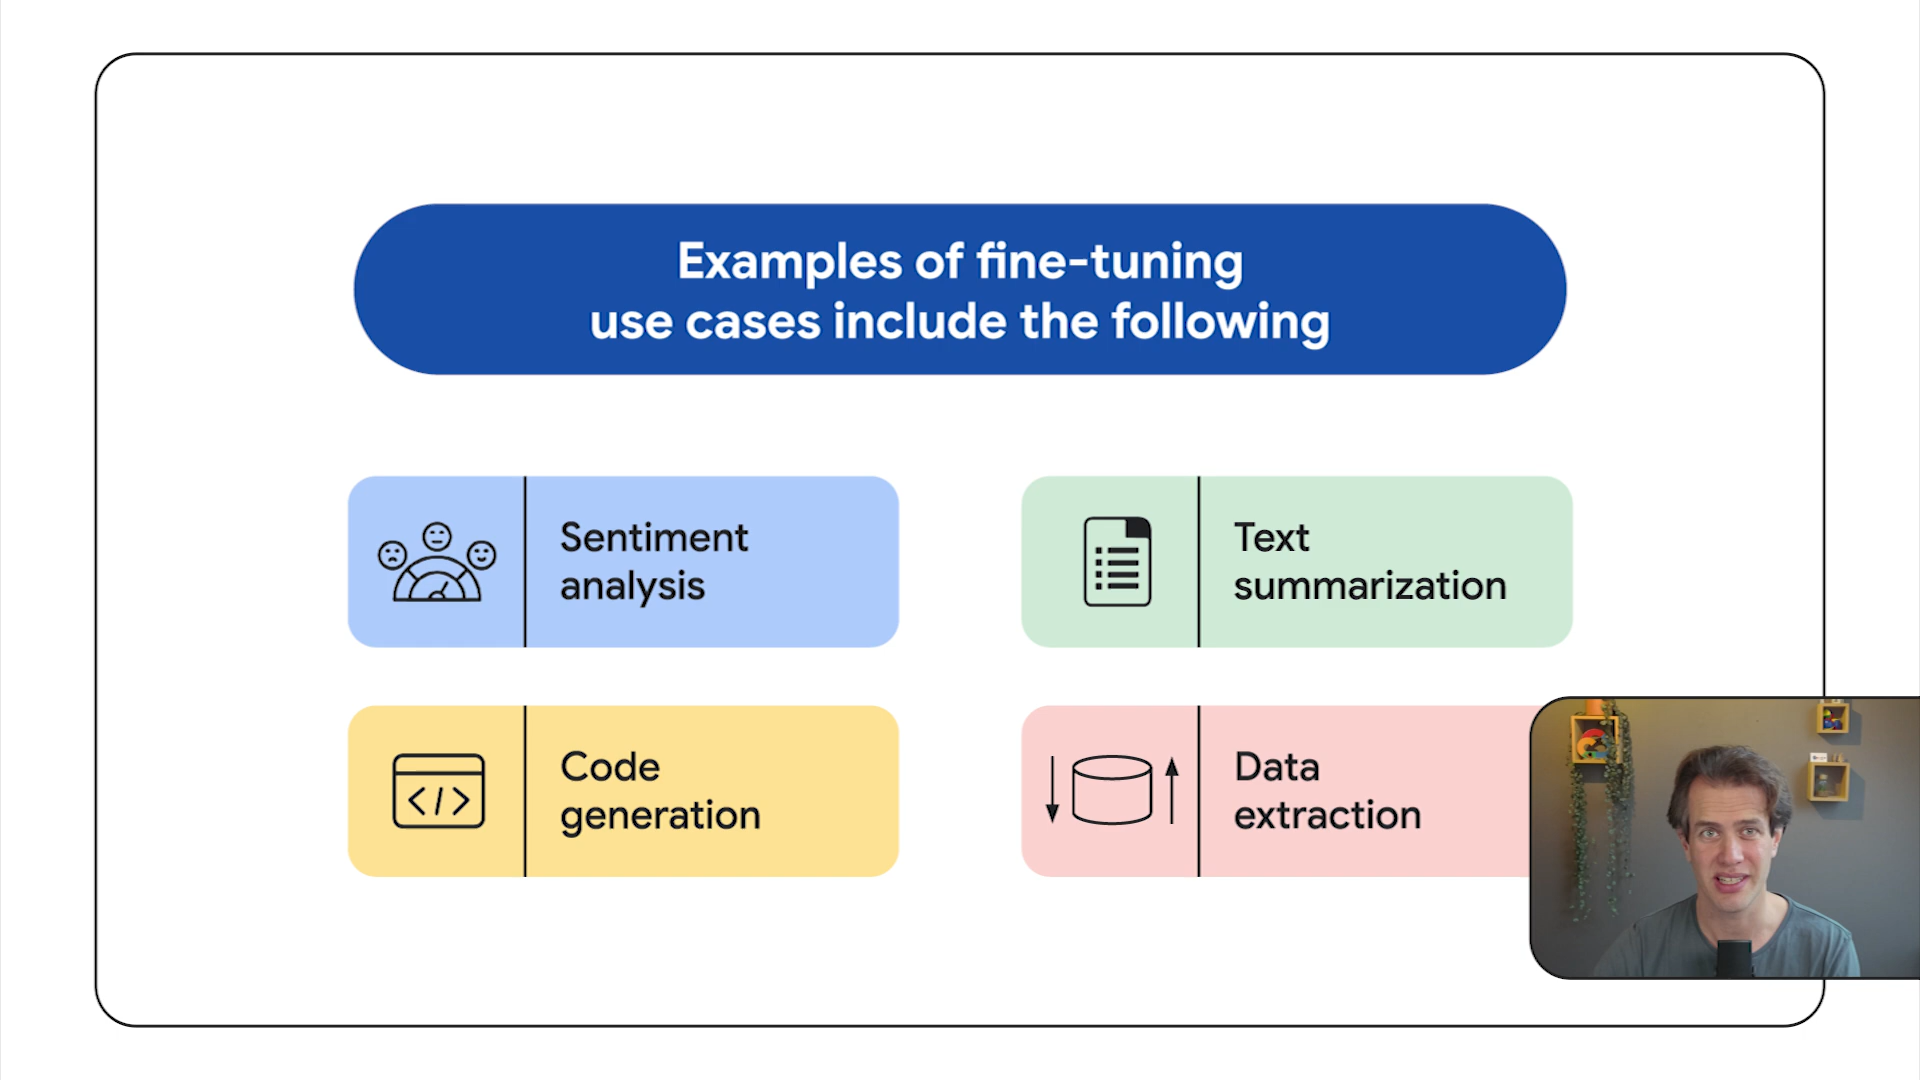 Examples of fine-tuning
use cases include the following
Sentiment
analysis
Text
summarization
Code
generation
</>
Data
extraction